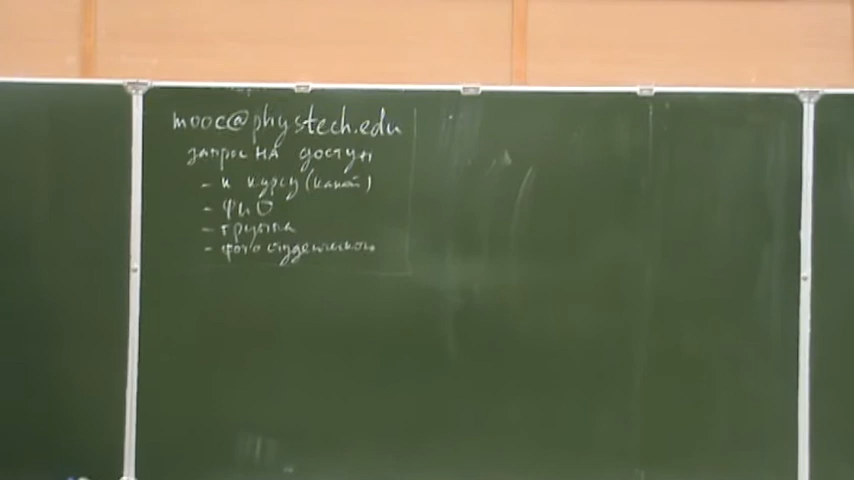 mooc@phystech.edu
запрос на доступ
- к курсу (какой)
- ФИО
- группа
- фото студенческого